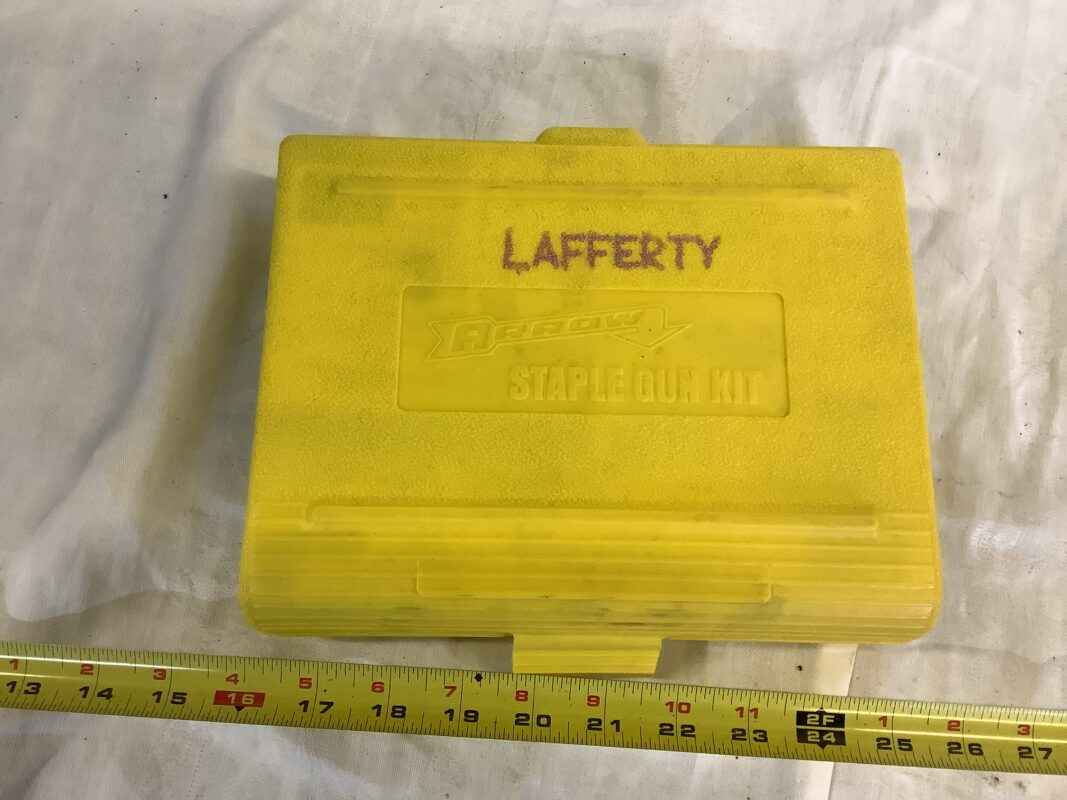 LAFFERTY
ARROW
STAPLE GUN KIT
1 2 3 4 5 6 7 8 9 10 11 2F 1 2 3
13 14 15 16 17 18 19 20 21 22 23 24 25 26 27